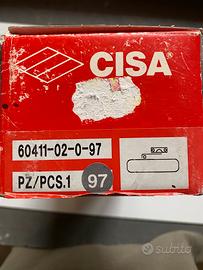 CISA
60411-02-0-97
PZ/PCS.1 97
subito